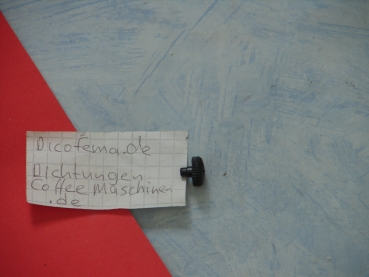 Dicofema.de
Dichtungen
Coffee Maschinen
.de